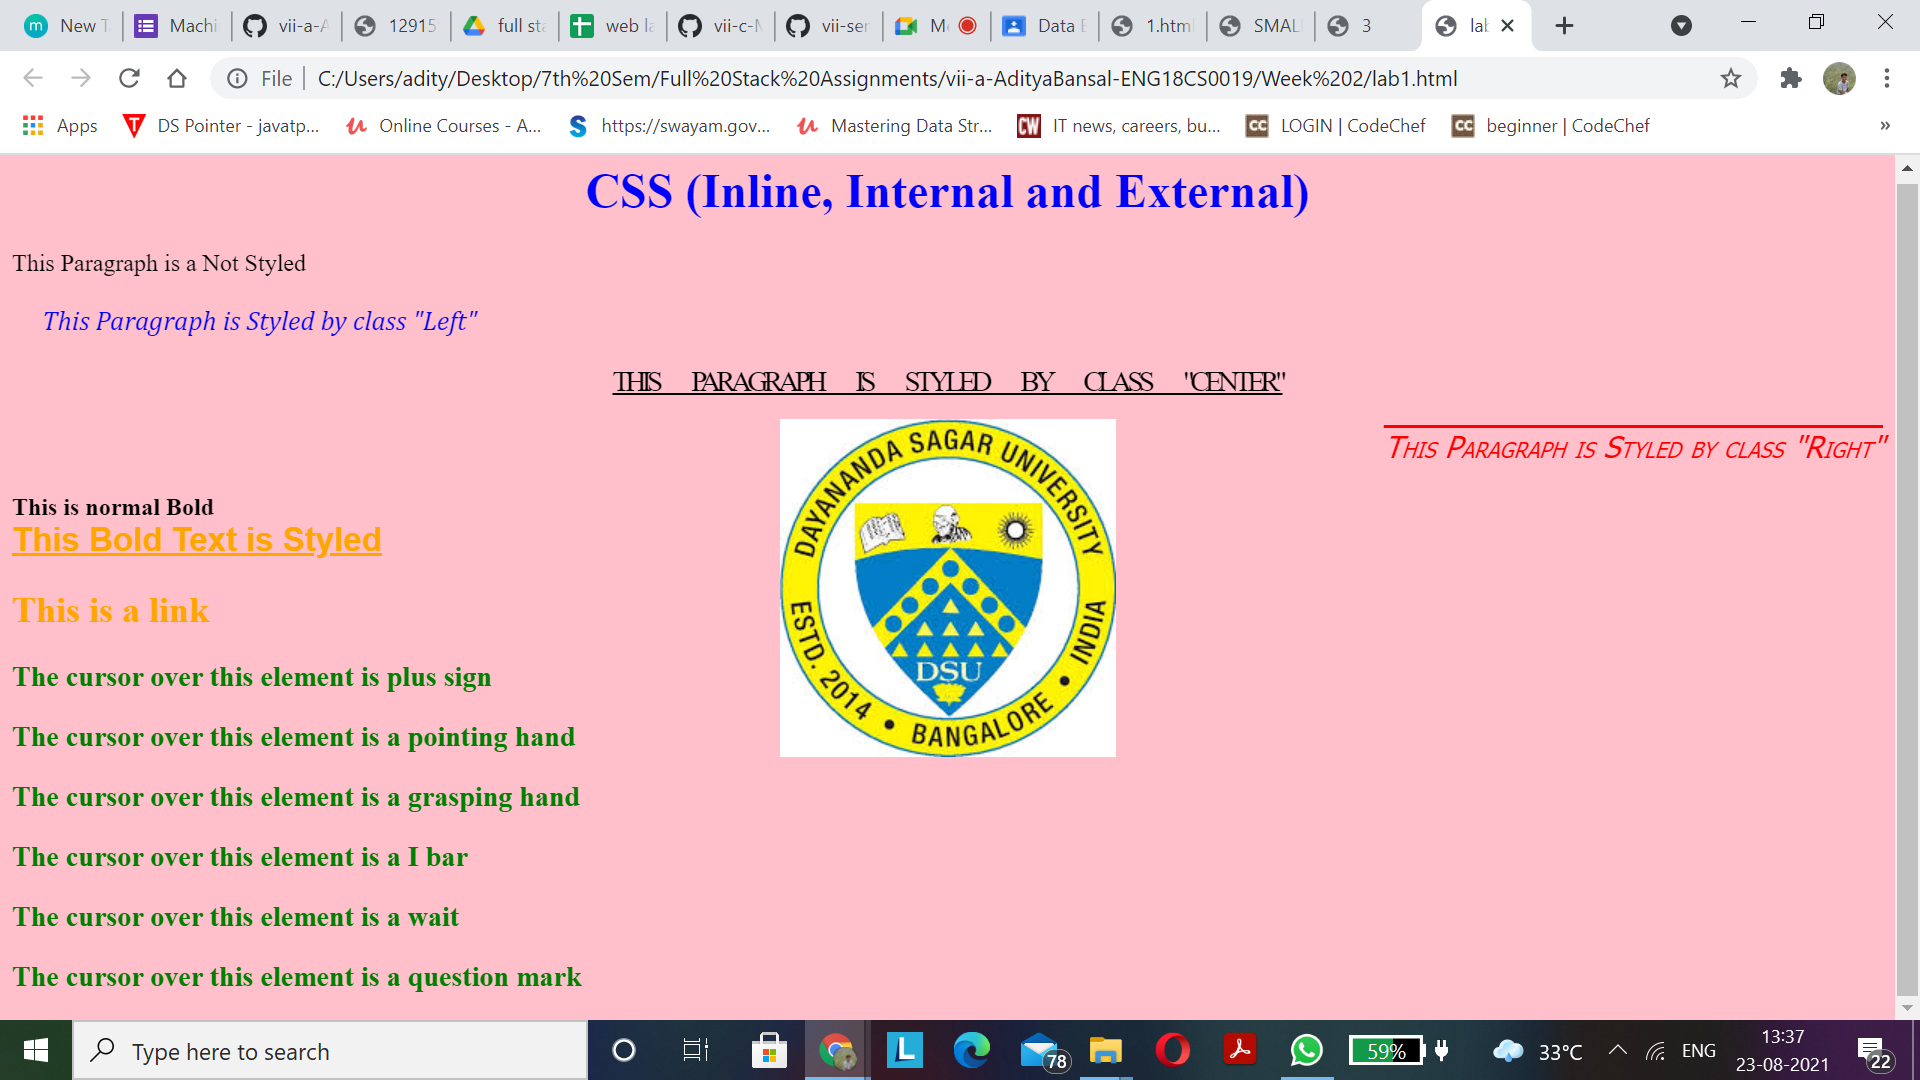 New T
Machi
vii-a-A
12915
full sta
web la
vii-c-M
vii-ser
Me
Data B
1.html
SMAL
3
lab
File
C:/Users/adity/Desktop/7th%20Sem/Full%20Stack%20Assignments/vii-a-AdityaBansal-ENG18CS0019/Week%202/lab1.html
Apps
DS Pointer - javatp...
Online Courses - A...
https://swayam.gov...
Mastering Data Str...
CW IT news, careers, bu...
CC LOGIN | CodeChef
CC beginner | CodeChef
»
CSS (Inline, Internal and External)
This Paragraph is a Not Styled
This Paragraph is Styled by class "Left"
THIS PARAGRAPH IS STYLED BY CLASS "CENTER"
THIS PARAGRAPH IS STYLED BY CLASS "RIGHT"
DAYANANDA SAGAR UNIVERSITY
ESTD. 2014 • BANGALORE • INDIA
DSU
This is normal Bold
This Bold Text is Styled
This is a link
The cursor over this element is plus sign
The cursor over this element is a pointing hand
The cursor over this element is a grasping hand
The cursor over this element is a I bar
The cursor over this element is a wait
The cursor over this element is a question mark
Type here to search
L
78
59%
33°C
ENG
13:37
23-08-2021
22